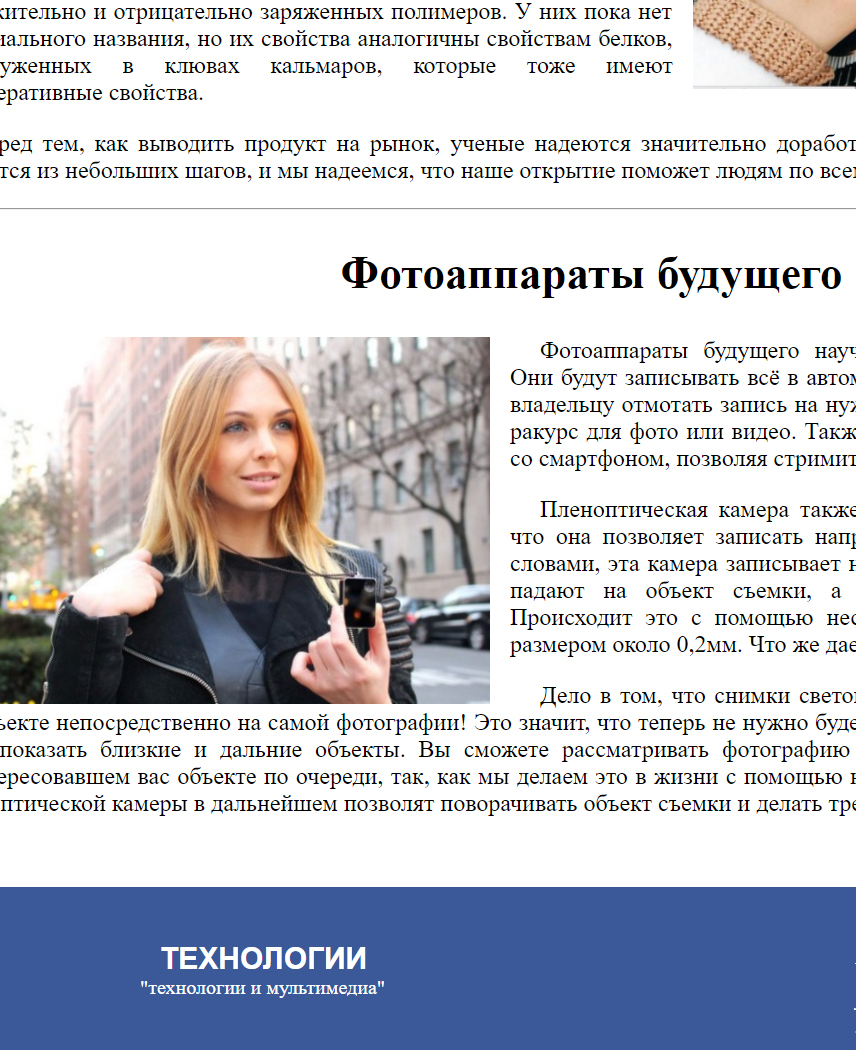 жительно и отрицательно заряженных полимеров. У них пока нет
иального названия, но их свойства аналогичны свойствам белков,
уженных в клювах кальмаров, которые тоже имеют
еративные свойства.
ред тем, как выводить продукт на рынок, ученые надеются значительно доработ
тся из небольших шагов, и мы надеемся, что наше открытие поможет людям по всем
Фотоаппараты будущего
Фотоаппараты будущего науч
Они будут записывать всё в автом
владельцу отмотать запись на нуж
ракурс для фото или видео. Такж
со смартфоном, позволяя стримит
Пленоптическая камера также
что она позволяет записать напр
словами, эта камера записывает н
падают на объект съемки, а
Происходит это с помощью нес
размером около 0,2мм. Что же дае
Дело в том, что снимки свето
ъекте непосредственно на самой фотографии! Это значит, что теперь не нужно буде
показать близкие и дальние объекты. Вы сможете рассматривать фотографию
ересовавшем вас объекте по очереди, так, как мы делаем это в жизни с помощью н
птической камеры в дальнейшем позволят поворачивать объект съемки и делать тре
ТЕХНОЛОГИИ
"технологии и мультимедиа"